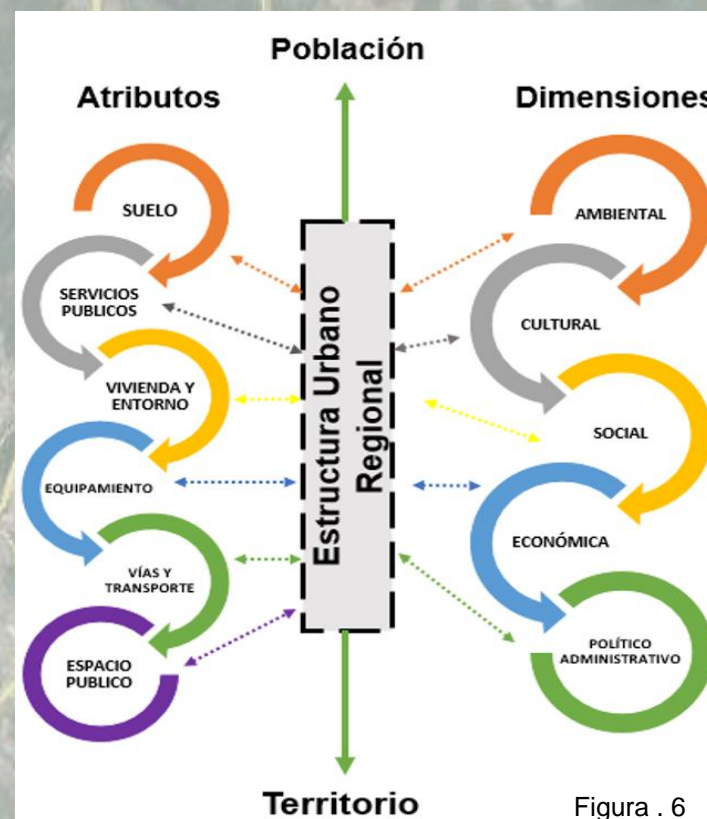 Población
Atributos
Dimensiones
SUELO
SERVICIOS
PUBLICOS
VIVIENDA Y
ENTORNO
EQUIPAMIENTO
VÍAS Y
TRANSPORTE
ESPACIO
PUBLICO
Estructura Urbano
Regional
AMBIENTAL
CULTURAL
SOCIAL
ECONÓMICA
POLÍTICO
ADMINISTRATIVO
Territorio
Figura . 6